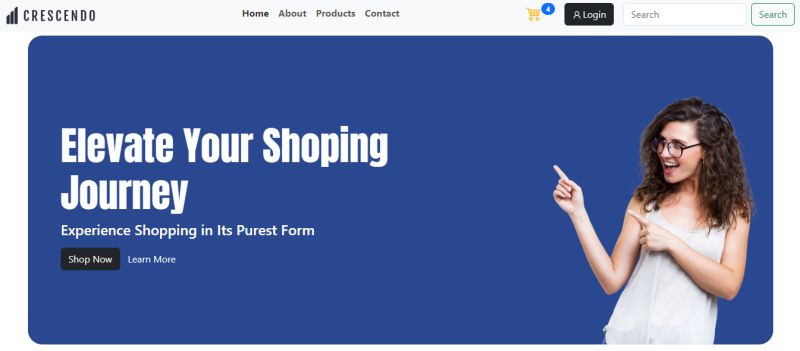 CRESCENDO
Home About Products Contact
4
Login
Search
Search
Elevate Your Shoping
Journey
Experience Shopping in Its Purest Form
Shop Now
Learn More